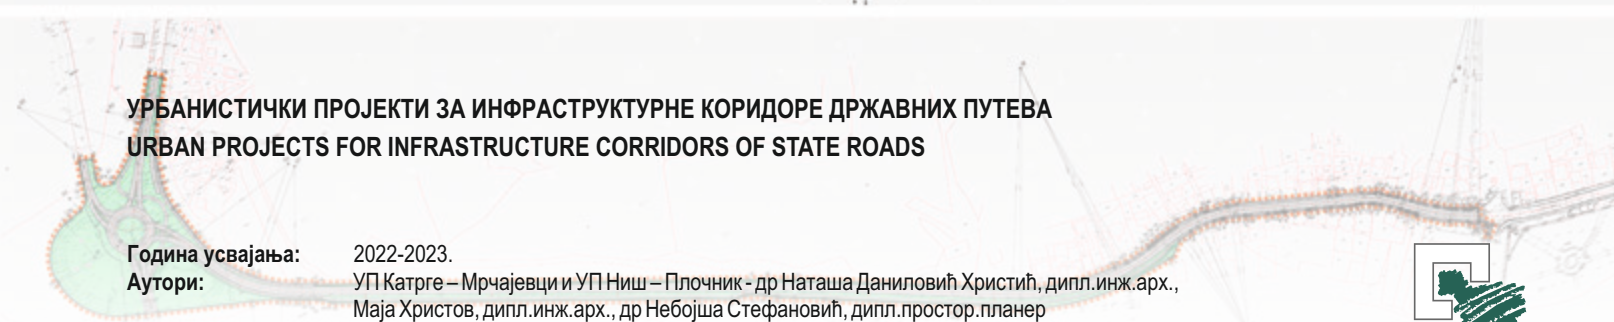 УРБАНИСТИЧКИ ПРОЈЕКТИ ЗА ИНФРАСТРУКТУРНЕ КОРИДОРЕ ДРЖАВНИХ ПУТЕВА
URBAN PROJECTS FOR INFRASTRUCTURE CORRIDORS OF STATE ROADS
Година усвајања: 2022-2023.
Аутори: УП Катрге – Мрчајевци и УП Ниш – Плочник - др Наташа Даниловић Христић, дипл.инж.арх.,
Маја Христов, дипл.инж.арх., др Небојша Стефановић, дипл.простор.планер